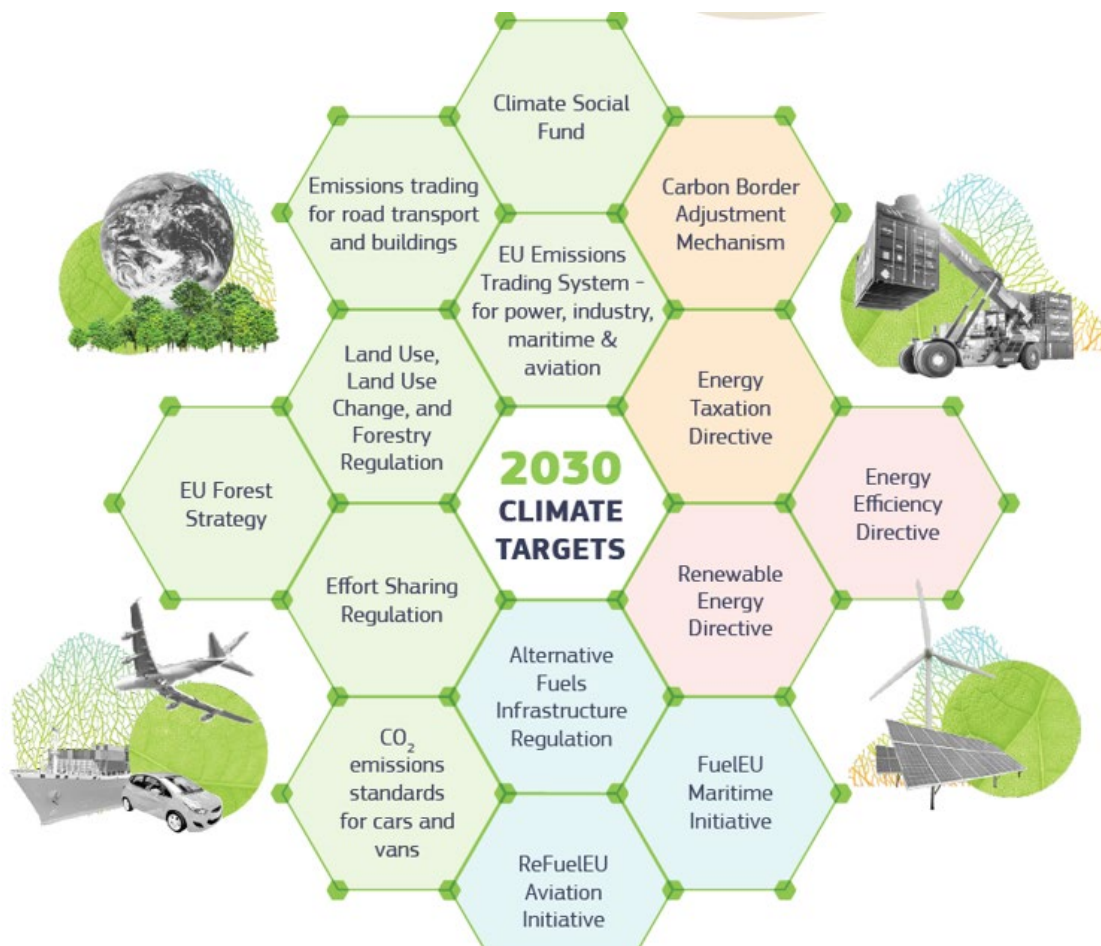 Climate Social
Fund
Emissions trading
for road transport
and buildings
Carbon Border
Adjustment
Mechanism
EU Emissions
Trading System -
for power, industry,
maritime &
aviation
Land Use,
Land Use
Change, and
Forestry
Regulation
Energy
Taxation
Directive
EU Forest
Strategy
2030
CLIMATE
TARGETS
Energy
Efficiency
Directive
Effort Sharing
Regulation
Renewable
Energy
Directive
Alternative
Fuels
Infrastructure
Regulation
CO₂
emissions
standards
for cars and
vans
FuelEU
Maritime
Initiative
ReFuelEU
Aviation
Initiative